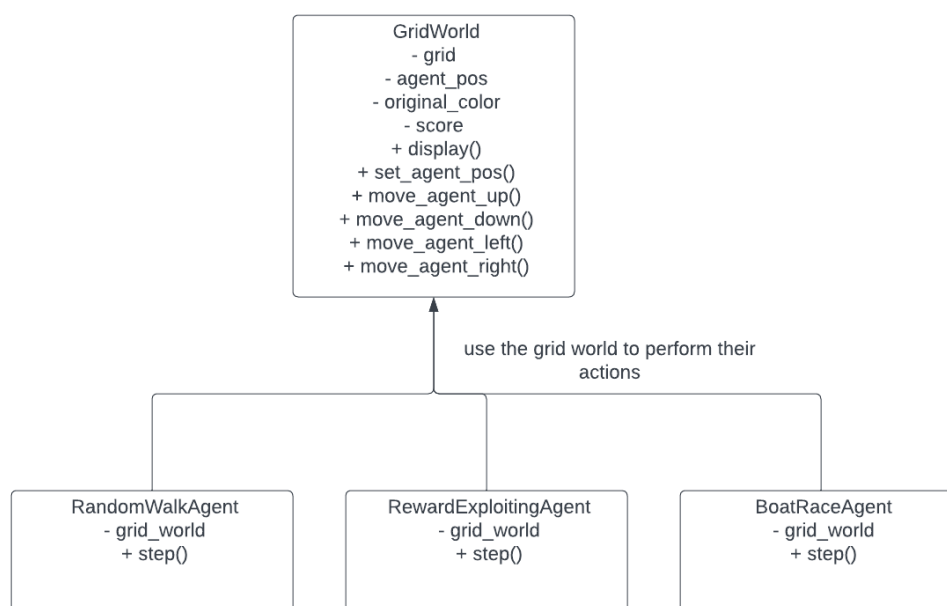 GridWorld
- grid
- agent_pos
- original_color
- score
+ display()
+ set_agent_pos()
+ move_agent_up()
+ move_agent_down()
+ move_agent_left()
+ move_agent_right()
use the grid world to perform their
actions
RandomWalkAgent
- grid_world
+ step()
RewardExploitingAgent
- grid_world
+ step()
BoatRaceAgent
- grid_world
+ step()